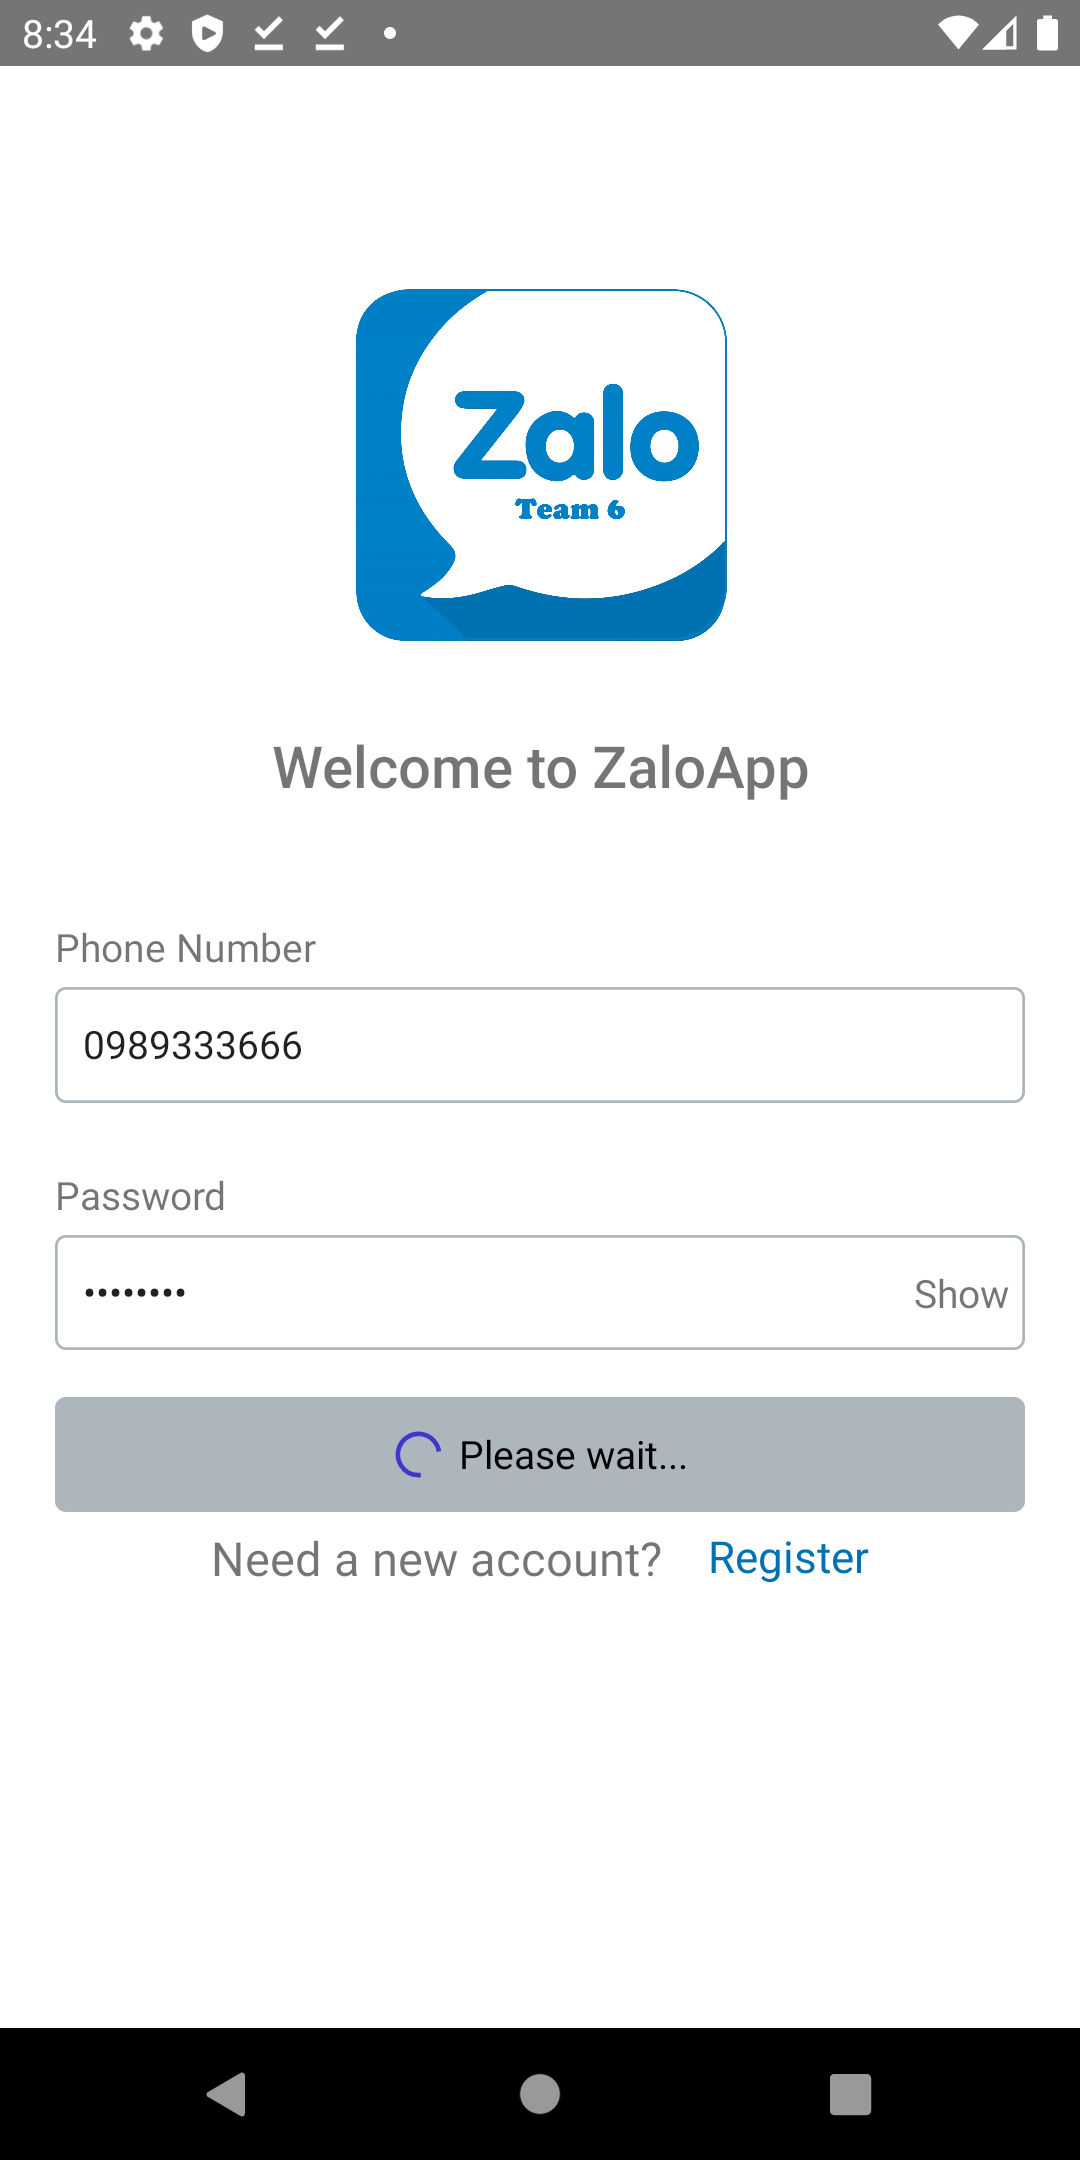 8:34
Zalo
Team 6
Welcome to ZaloApp
Phone Number
0989333666
Password
••••••••
Show
Please wait...
Need a new account? Register